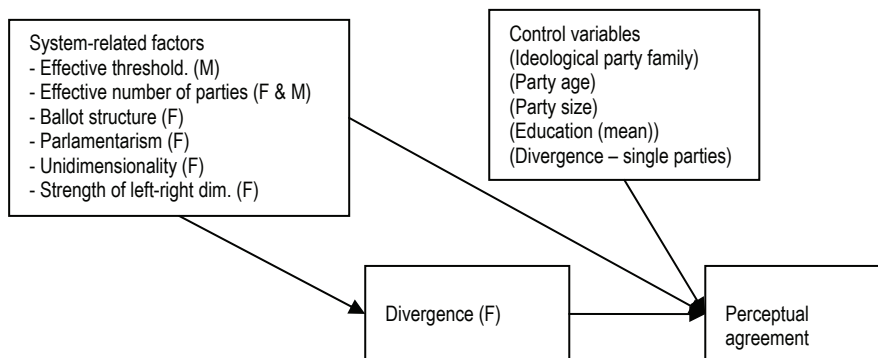 System-related factors
- Effective threshold. (M)
- Effective number of parties (F & M)
- Ballot structure (F)
- Parlamentarism (F)
- Unidimensionality (F)
- Strength of left-right dim. (F)
Control variables
(Ideological party family)
(Party age)
(Party size)
(Education (mean))
(Divergence – single parties)
Divergence (F)
Perceptual
agreement